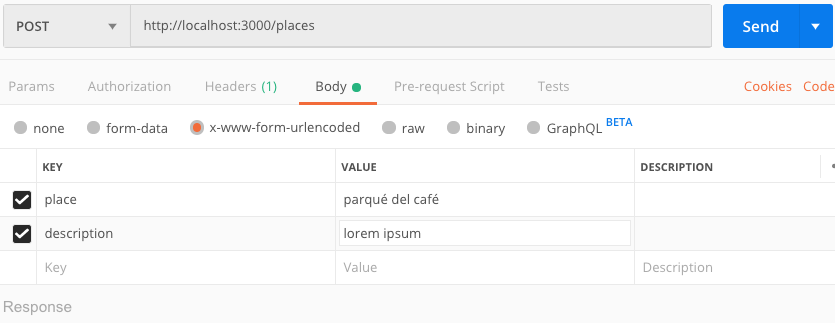 POST http://localhost:3000/places Send
Params Authorization Headers (1) Body Pre-request Script Tests Cookies Code
none form-data x-www-form-urlencoded raw binary GraphQL BETA
KEY VALUE DESCRIPTION
place parqué del café
description lorem ipsum
Key Value Description
Response